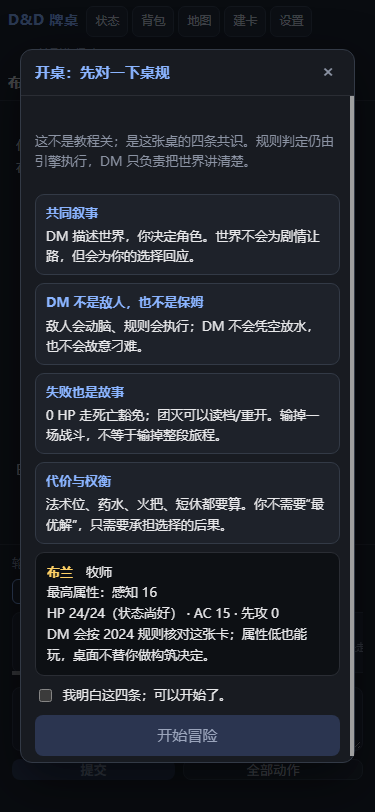 D&D 牌桌
状态
背包
地图
建卡
设置
开桌：先对一下桌规
×
这不是教程关；是这张桌的四条共识。规则判定仍由
引擎执行，DM 只负责把世界讲清楚。
共同叙事
DM 描述世界，你决定角色。世界不会为剧情让
路，但会为你的选择回应。
DM 不是敌人，也不是保姆
敌人会动脑、规则会执行；DM 不会凭空放水，
也不会故意刁难。
失败也是故事
0 HP 走死亡豁免；团灭可以读档/重开。输掉一
场战斗，不等于输掉整段旅程。
代价与权衡
法术位、药水、火把、短休都要算。你不需要“最
优解”，只需要承担选择的后果。
布兰 牧师
最高属性：感知 16
HP 24/24（状态尚好）· AC 15 · 先攻 0
DM 会按 2024 规则核对这张卡；属性低也能
玩，桌面不替你做构筑决定。
我明白这四条；可以开始了。
开始冒险
提交
全部动作